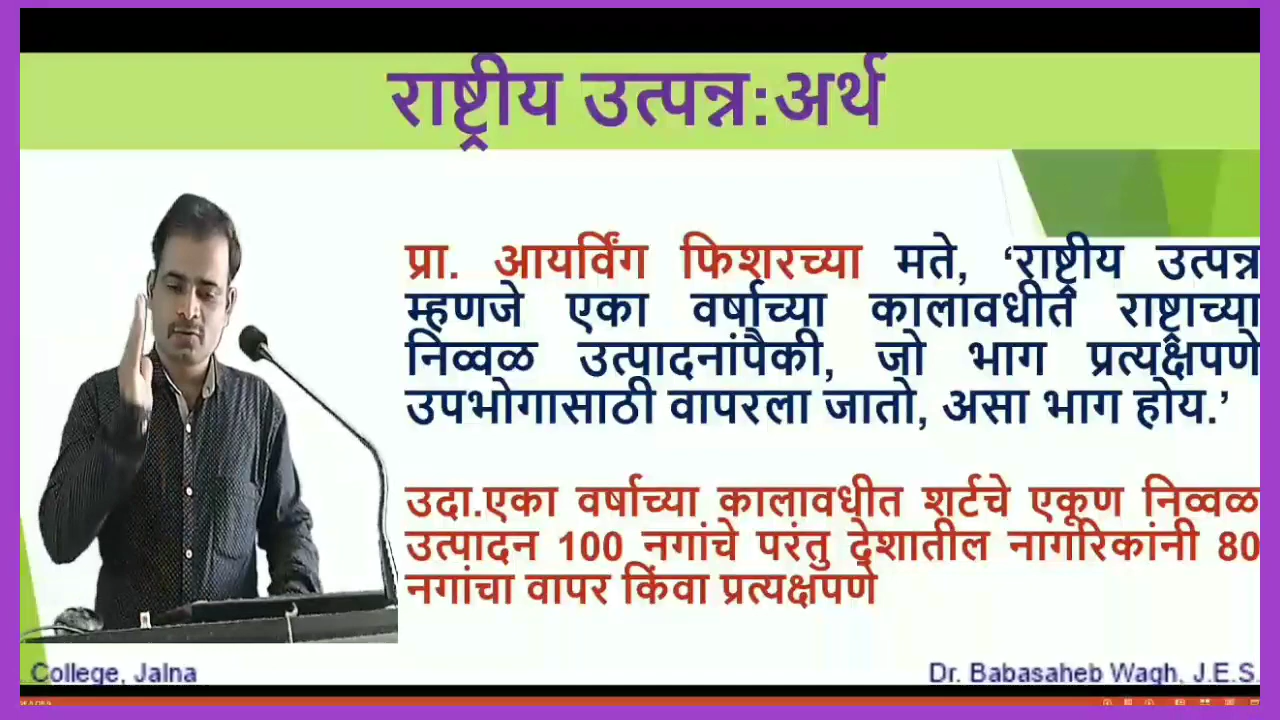 राष्ट्रीय उत्पन्न:अर्थ
प्रा. आयर्विंग फिशरच्या मते, ‘राष्ट्रीय उत्पन्न
म्हणजे एका वर्षाच्या कालावधीत राष्ट्राच्या
निव्वळ उत्पादनांपैकी, जो भाग प्रत्यक्षपणे
उपभोगासाठी वापरला जातो, असा भाग होय.’
उदा.एका वर्षाच्या कालावधीत शर्टचे एकूण निव्वळ
उत्पादन 100 नगांचे परंतु देशातील नागरिकांनी 80
नगांचा वापर किंवा प्रत्यक्षपणे
College, Jalna
Dr. Babasaheb Wagh, J.E.S.